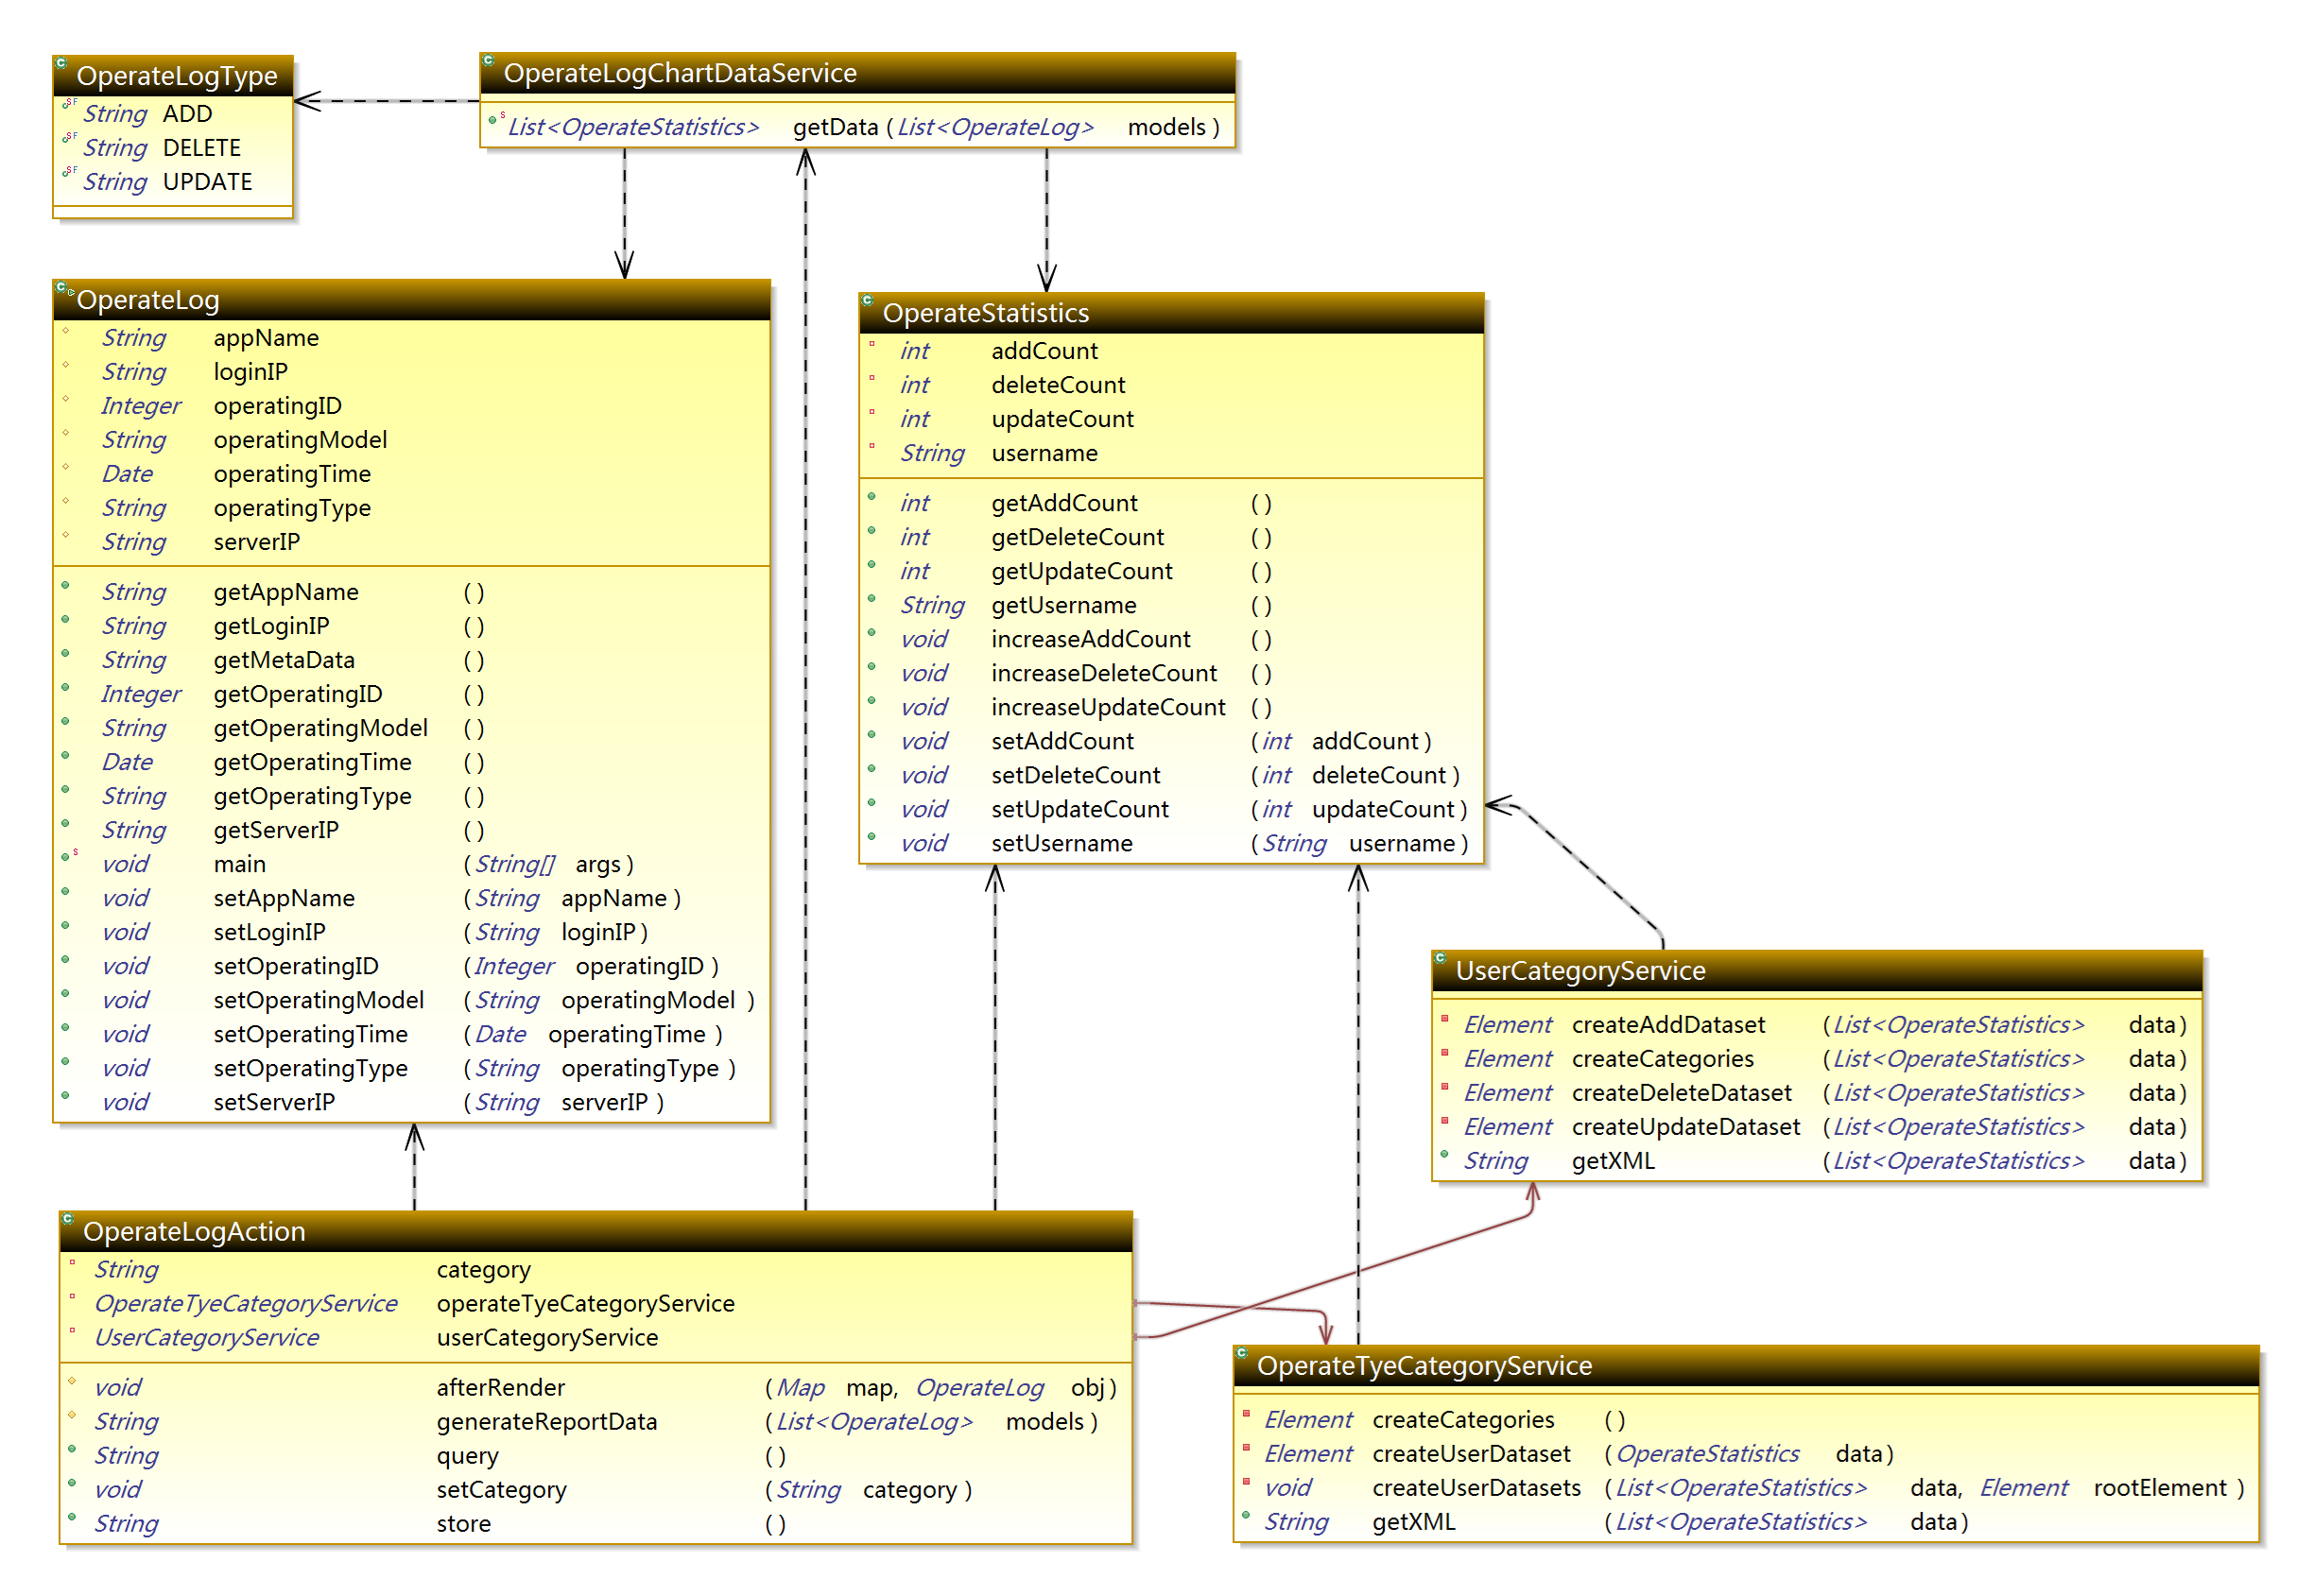 OperateLogType
String ADD
String DELETE
String UPDATE
OperateLogChartDataService
List<OperateStatistics> getData (List<OperateLog> models)
OperateLog
String appName
String loginIP
Integer operatingID
String operatingModel
Date operatingTime
String operatingType
String serverIP
String getAppName ()
String getLoginIP ()
String getMetaData ()
Integer getOperatingID ()
String getOperatingModel ()
Date getOperatingTime ()
String getOperatingType ()
String getServerIP ()
void main (String[] args)
void setAppName (String appName)
void setLoginIP (String loginIP)
void setOperatingID (Integer operatingID)
void setOperatingModel (String operatingModel)
void setOperatingTime (Date operatingTime)
void setOperatingType (String operatingType)
void setServerIP (String serverIP)
OperateStatistics
int addCount
int deleteCount
int updateCount
String username
int getAddCount ()
int getDeleteCount ()
int getUpdateCount ()
String getUsername ()
void increaseAddCount ()
void increaseDeleteCount ()
void increaseUpdateCount ()
void setAddCount (int addCount)
void setDeleteCount (int deleteCount)
void setUpdateCount (int updateCount)
void setUsername (String username)
UserCategoryService
Element createAddDataset (List<OperateStatistics> data)
Element createCategories (List<OperateStatistics> data)
Element createDeleteDataset (List<OperateStatistics> data)
Element createUpdateDataset (List<OperateStatistics> data)
String getXML (List<OperateStatistics> data)
OperateLogAction
String category
OperateTyeCategoryService operateTyeCategoryService
UserCategoryService userCategoryService
void afterRender (Map map, OperateLog obj)
String generateReportData (List<OperateLog> models)
String query ()
void setCategory (String category)
String store ()
OperateTyeCategoryService
Element createCategories ()
Element createUserDataset (OperateStatistics data)
void createUserDatasets (List<OperateStatistics> data, Element rootElement)
String getXML (List<OperateStatistics> data)